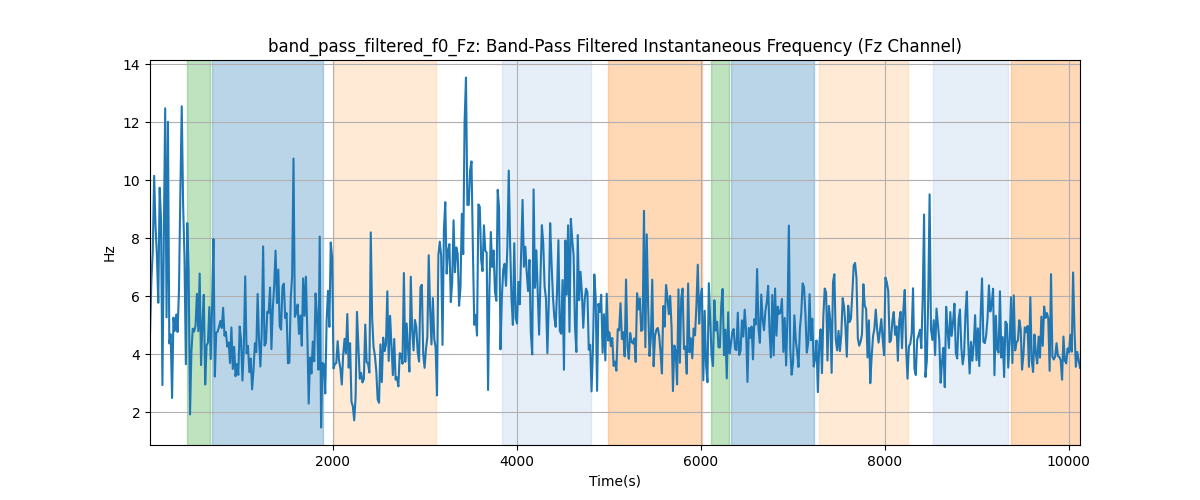 band_pass_filtered_f0_Fz: Band-Pass Filtered Instantaneous Frequency (Fz Channel)
14
12
10
8
6
4
2
Hz
2000 4000 6000 8000 10000
Time(s)